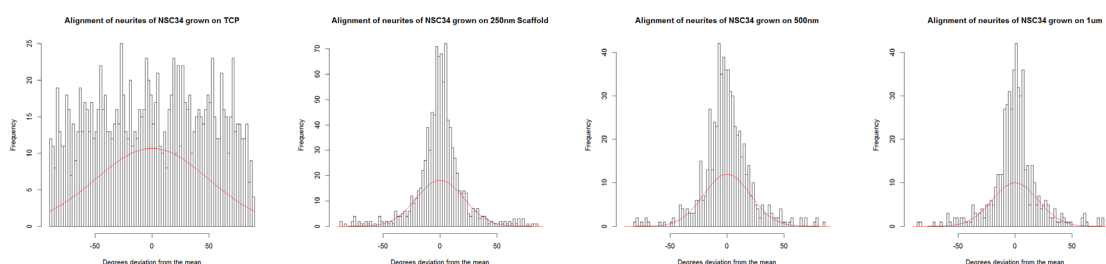 Alignment of neurites of NSC34 grown on TCP
Frequency
25
20
15
10
5
0
-50 0 50
Degrees deviation from the mean
Alignment of neurites of NSC34 grown on 250nm Scaffold
Frequency
70
60
50
40
30
20
10
0
-50 0 50
Degrees deviation from the mean
Alignment of neurites of NSC34 grown on 500nm
Frequency
40
30
20
10
0
-50 0 50
Degrees deviation from the mean
Alignment of neurites of NSC34 grown on 1um
Frequency
40
30
20
10
0
-50 0 50
Degrees deviation from the mean